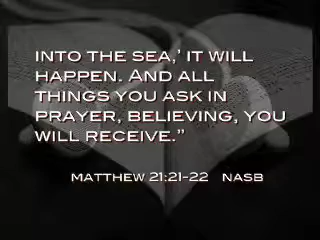 into the sea,’ it will
happen. And all
things you ask in
prayer, believing, you
will receive.”
Matthew 21:21-22 NASB